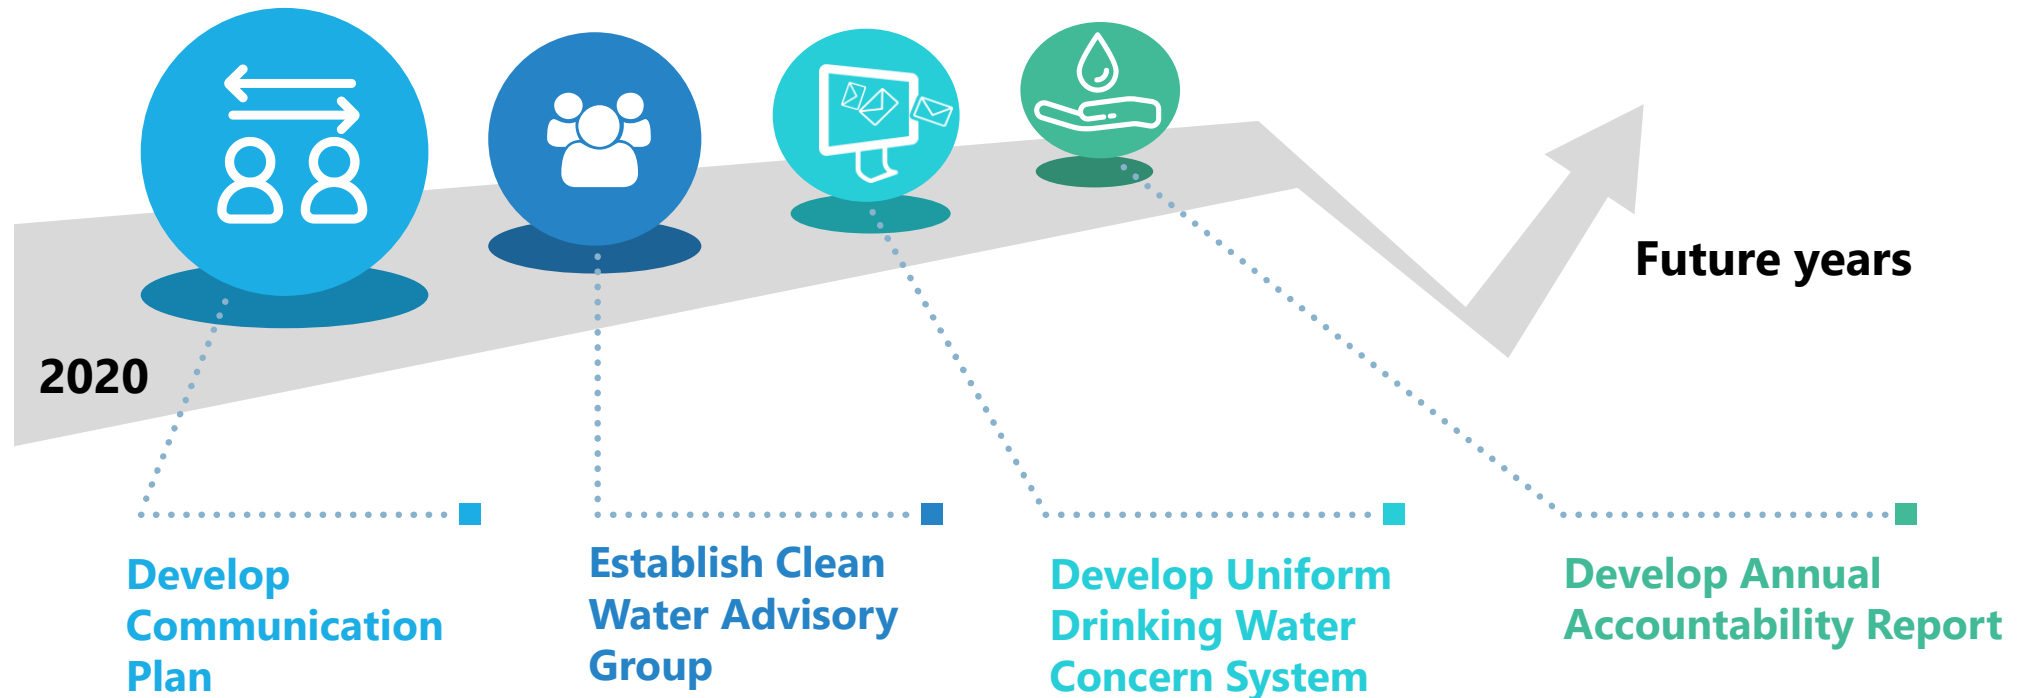 2020
Future years
Develop
Communication
Plan
Establish Clean
Water Advisory
Group
Develop Uniform
Drinking Water
Concern System
Develop Annual
Accountability Report